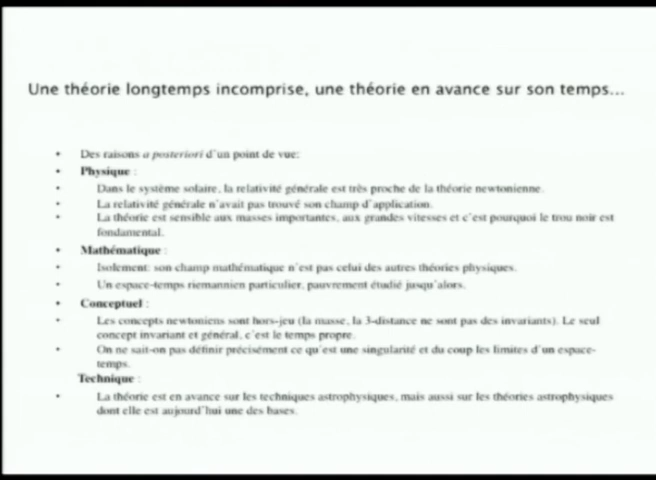 Une théorie longtemps incomprise, une théorie en avance sur son temps...
• Des raisons a posteriori d'un point de vue:
• Physique :
• Dans le système solaire, la relativité générale est très proche de la théorie newtonienne.
• La relativité générale n'avait pas trouvé son champ d'application.
• La théorie est sensible aux masses importantes, aux grandes vitesses et c'est pourquoi le trou noir est
fondamental.
• Mathématique :
• Isolement: son champ mathématique n'est pas celui des autres théories physiques.
• Un espace-temps riemannien particulier, pauvrement étudié jusqu'alors.
• Conceptuel :
• Les concepts newtoniens sont hors-jeu (la masse, la 3-distance ne sont pas des invariants). Le seul
concept invariant et général, c'est le temps propre.
• On ne sait-on pas définir précisément ce qu'est une singularité et du coup les limites d'un espace-
temps.
Technique :
• La théorie est en avance sur les techniques astrophysiques, mais aussi sur les théories astrophysiques
dont elle est aujourd'hui une des bases.